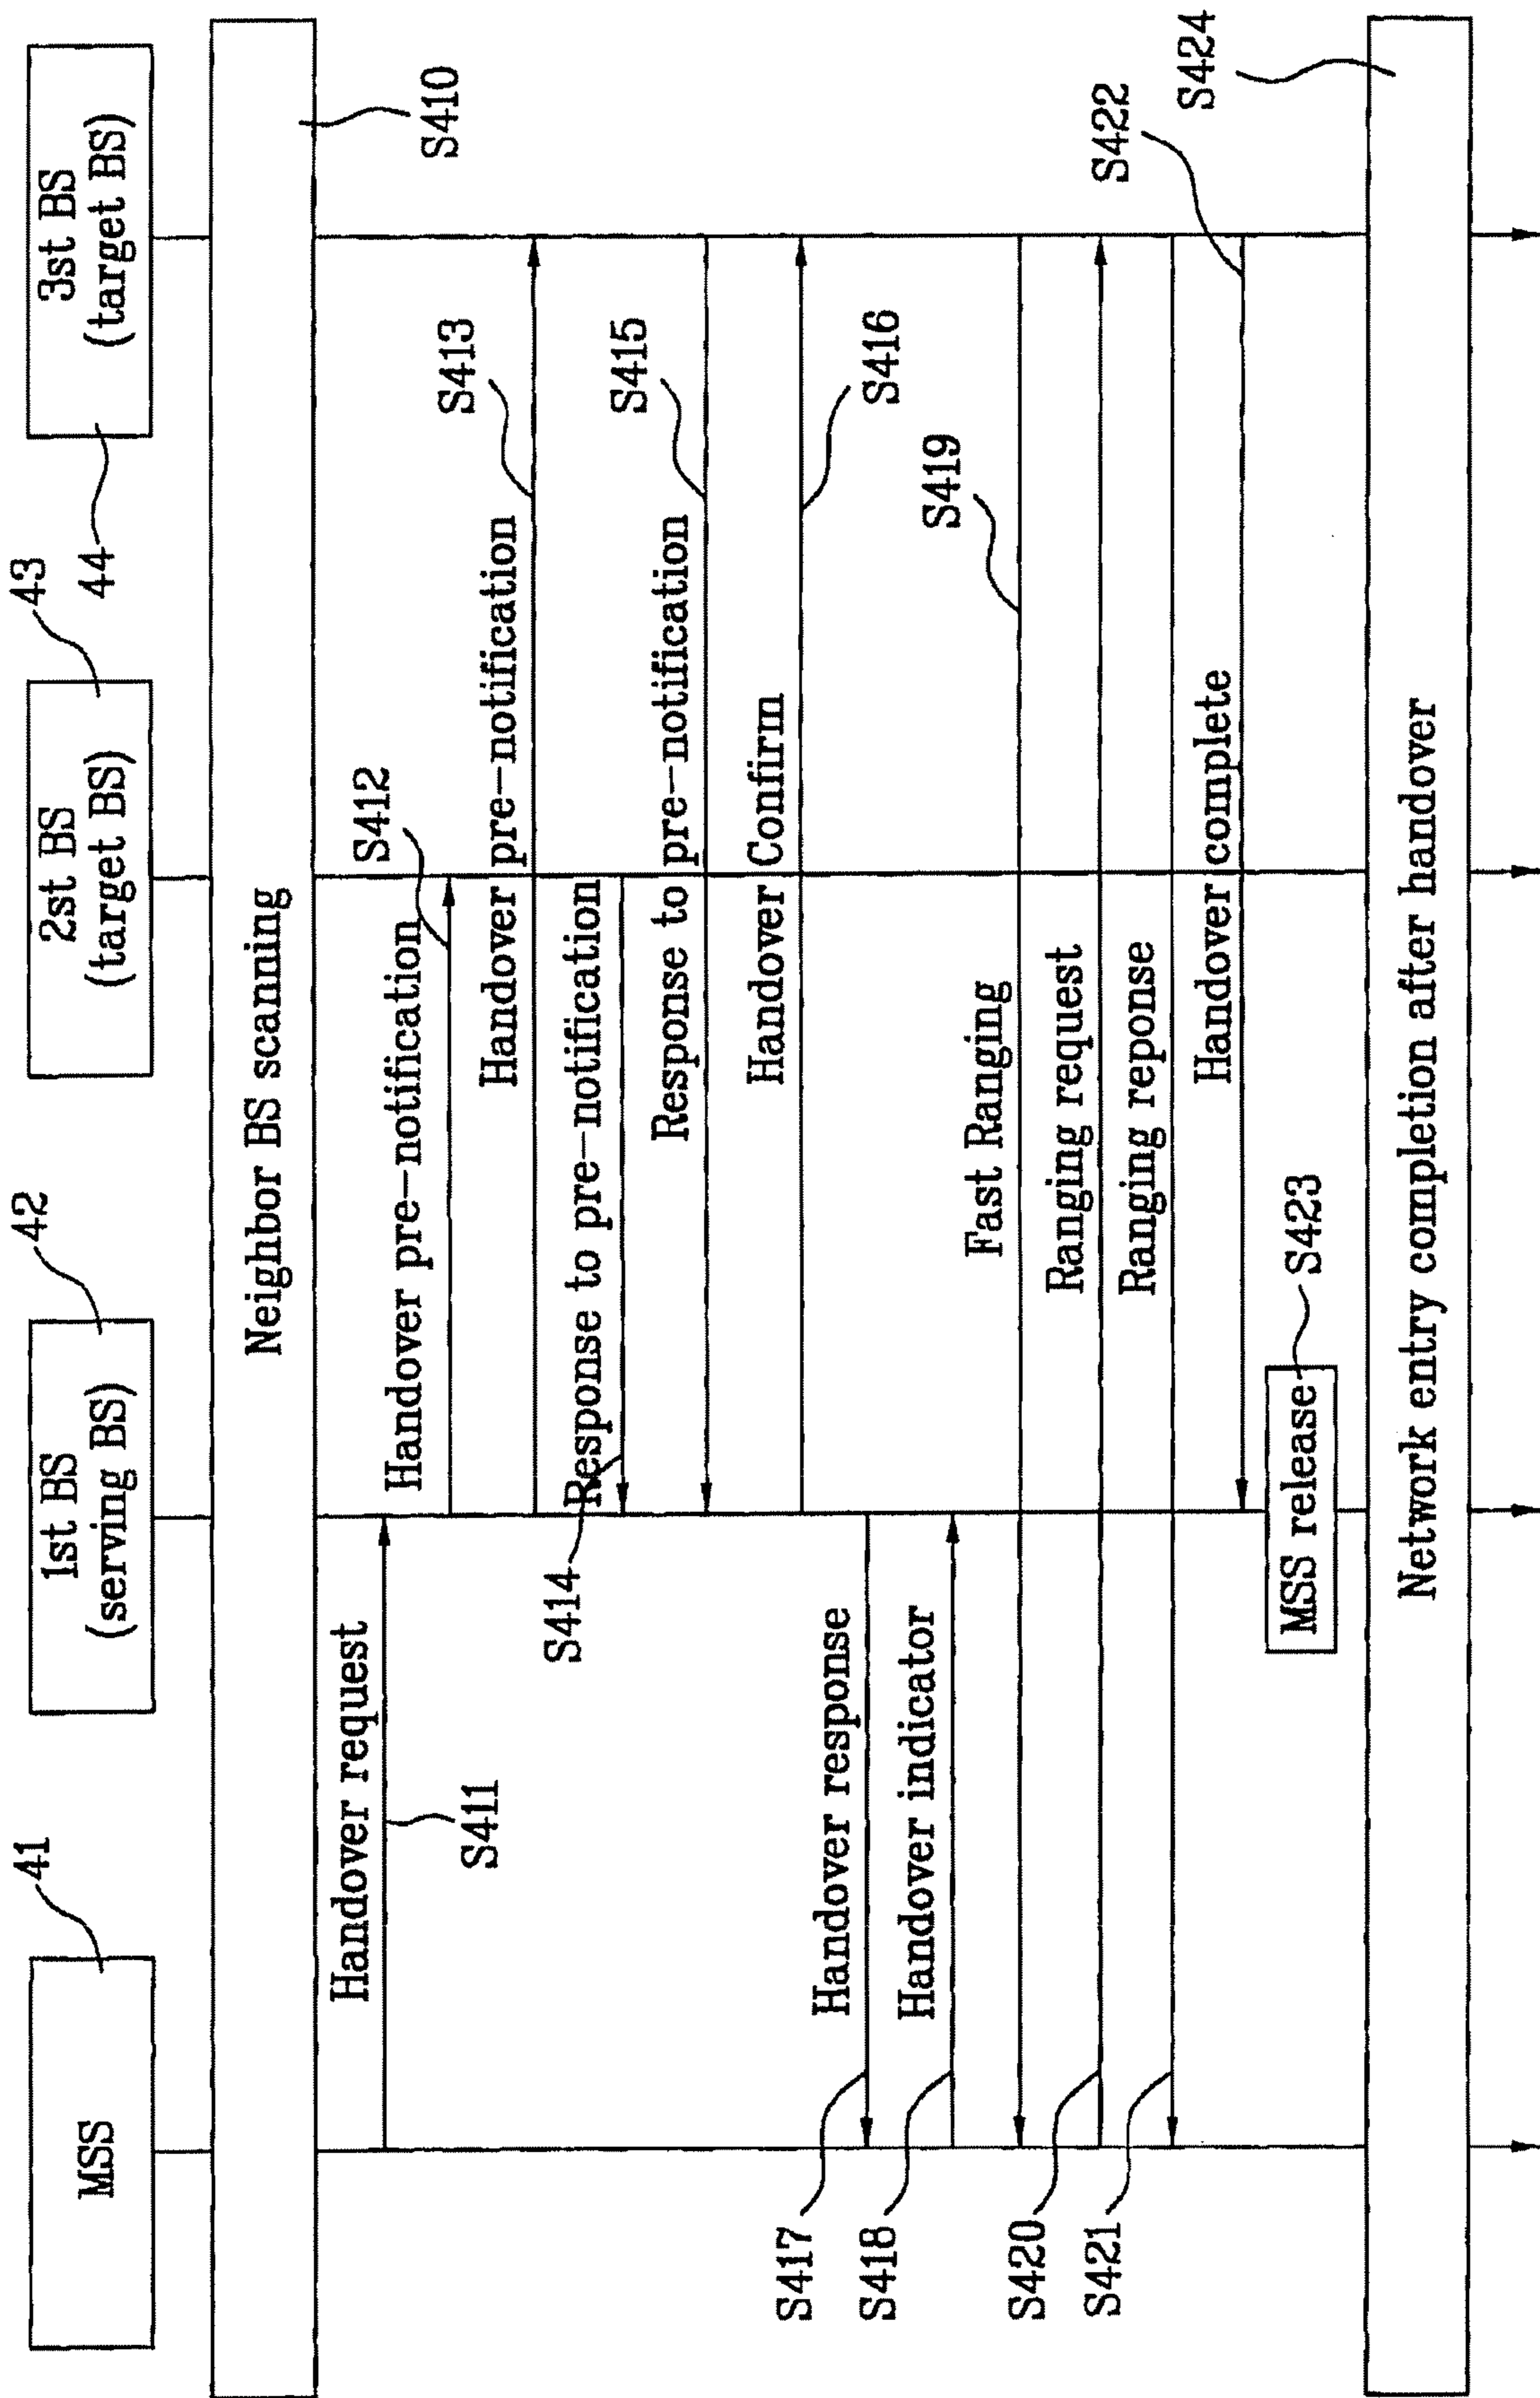 MSS
41
1st BS
(serving BS)
42
2st BS
(target BS)
43
3st BS
(target BS)
44
Neighbor BS scanning
S410
Handover request
S411
Handover pre-notification
S412
Handover pre-notification
S413
Response to pre-notification
S414
Response to pre-notification
S415
Handover Confirm
S416
Handover response
S417
Handover indicator
S418
Fast Ranging
S419
Ranging request
S420
Ranging reponse
S421
Handover complete
S422
MSS release
S423
Network entry completion after handover
S424